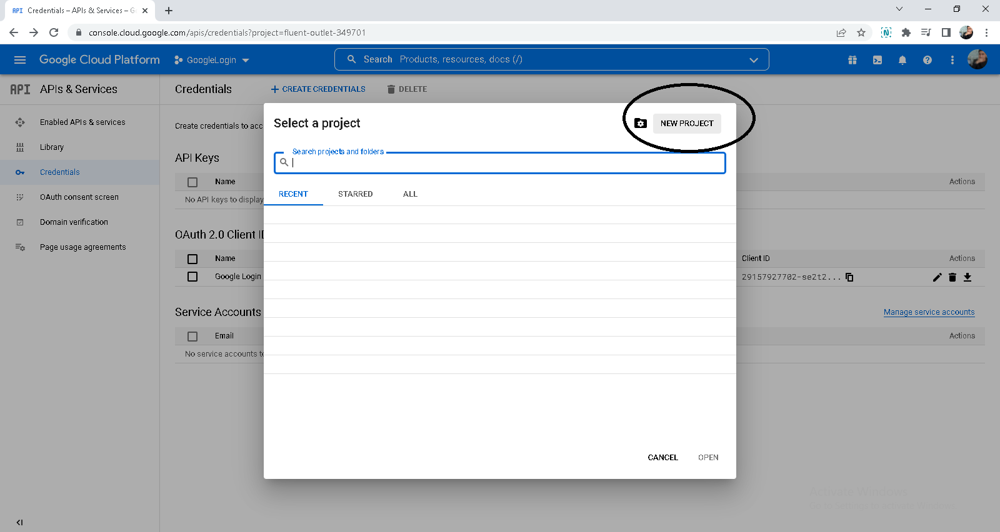 API Credentials – APIs & Services – G
console.cloud.google.com/apis/credentials?project=fluent-outlet-349701
Google Cloud Platform
GoogleLogin
Search Products, resources, docs (/)
API APIs & Services
Enabled APIs & services
Library
Credentials
OAuth consent screen
Domain verification
Page usage agreements
Credentials
CREATE CREDENTIALS
DELETE
Create credentials to acc
API Keys
Name
Actions
No API keys to display
OAuth 2.0 Client ID
Name
Client ID
Actions
Google Login
29157927702-se2t2...
Service Accounts
Manage service accounts
Email
Actions
No service accounts to
Select a project
NEW PROJECT
Search projects and folders
RECENT
STARRED
ALL
CANCEL
OPEN
Activate Windows
Go to Settings to activate Windows.